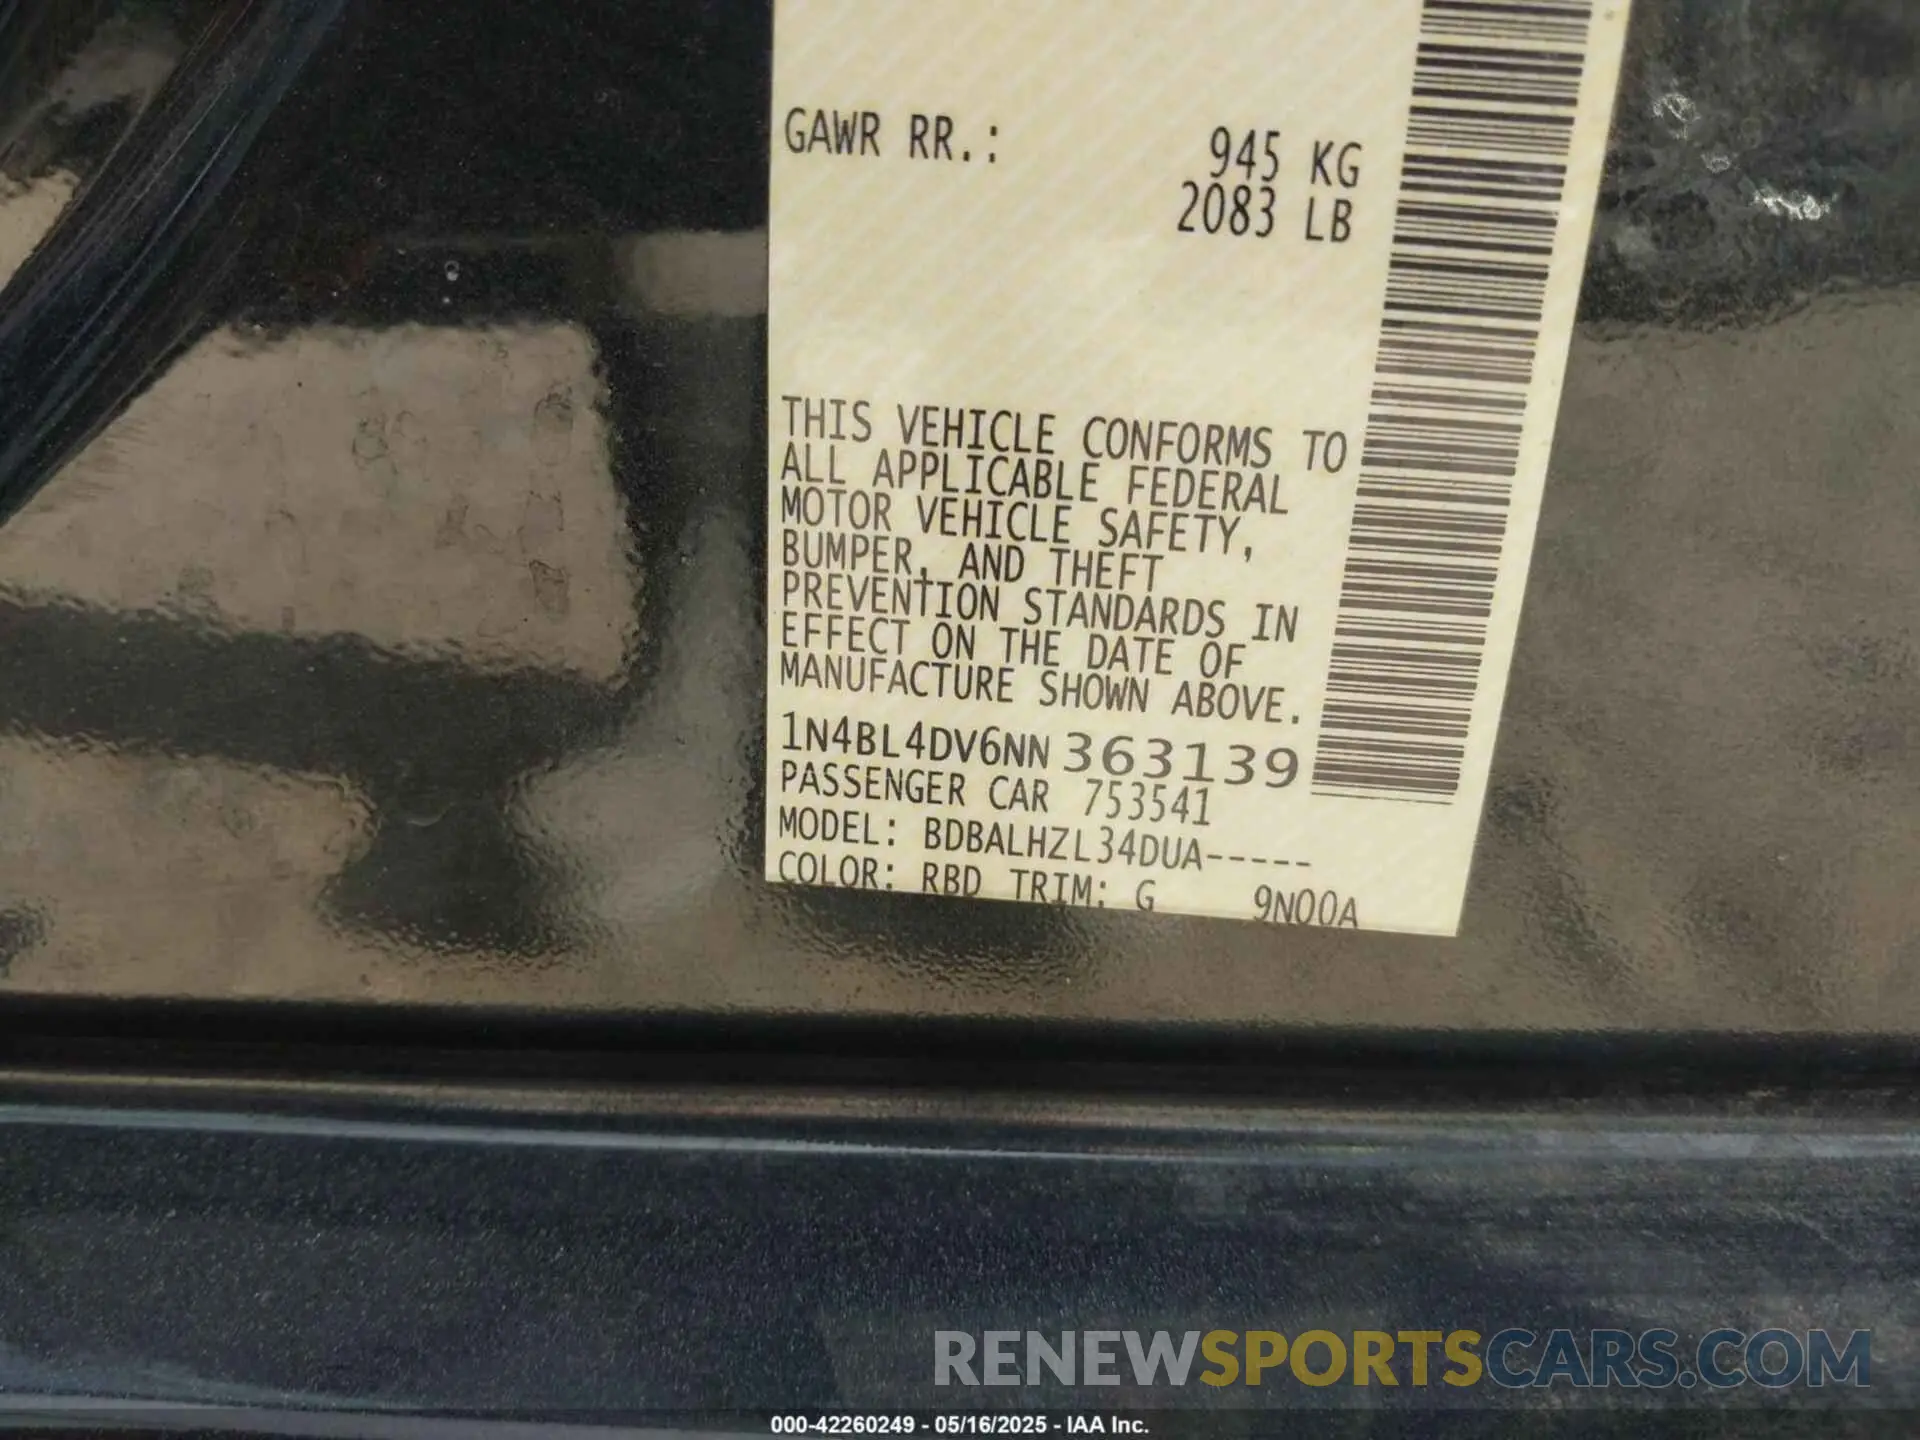 GAWR RR.: 945 KG
2083 LB
THIS VEHICLE CONFORMS TO
ALL APPLICABLE FEDERAL
MOTOR VEHICLE SAFETY,
BUMPER, AND THEFT
PREVENTION STANDARDS IN
EFFECT ON THE DATE OF
MANUFACTURE SHOWN ABOVE.
1N4BL4DV6NN363139
PASSENGER CAR 753541
MODEL: BDBALHZL34DUA-----
COLOR: RBD TRIM: G 9N00A
RENEWSPORTSCARS.COM
000-42260249 - 05/16/2025 - IAA Inc.